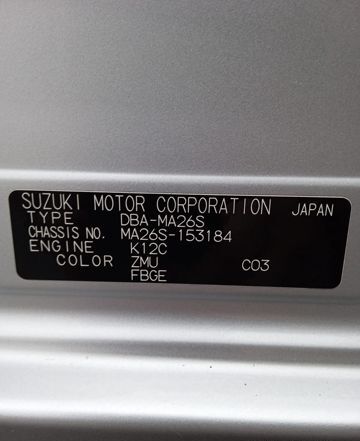 SUZUKI MOTOR CORPORATION JAPAN
TYPE DBA-MA26S
CHASSIS NO. MA26S-153184
ENGINE K12C
COLOR ZMU C03
FBGE